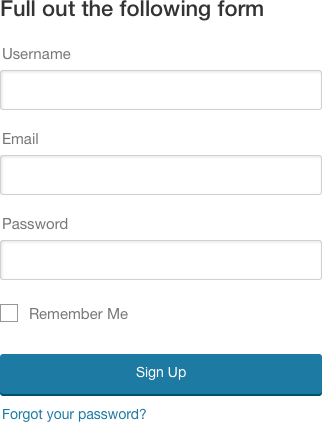 Full out the following form
Username
Email
Password
Remember Me
Sign Up
Forgot your password?